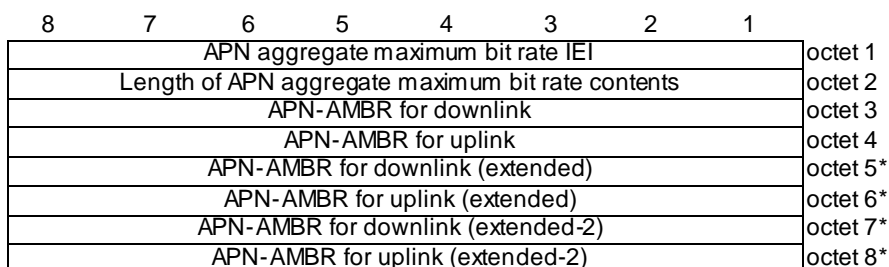 8 7 6 5 4 3 2 1
APN aggregate maximum bit rate IEI octet 1
Length of APN aggregate maximum bit rate contents octet 2
APN-AMBR for downlink octet 3
APN-AMBR for uplink octet 4
APN-AMBR for downlink (extended) octet 5*
APN-AMBR for uplink (extended) octet 6*
APN-AMBR for downlink (extended-2) octet 7*
APN-AMBR for uplink (extended-2) octet 8*